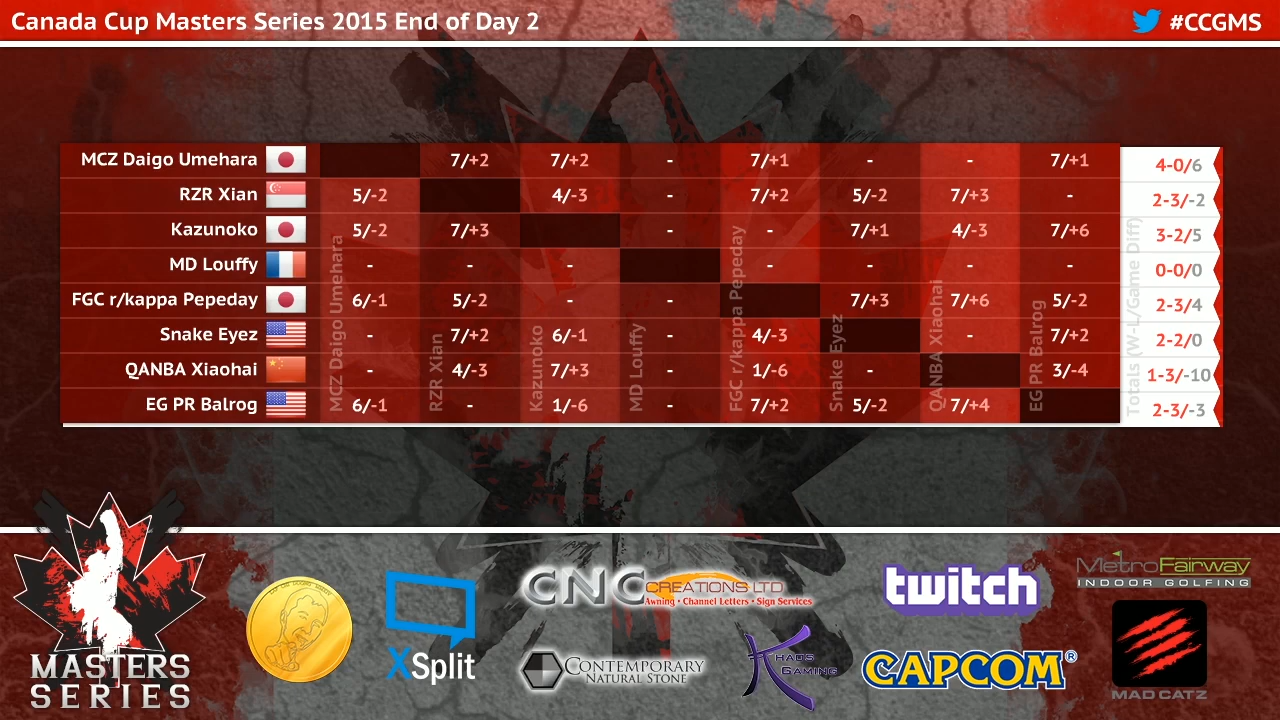 Canada Cup Masters Series 2015 End of Day 2
#CCGMS
MCZ Daigo Umehara 7/+2 7/+2 - 7/+1 - - 7/+1 4-0/6
RZR Xian 5/-2 4/-3 - 7/+2 5/-2 7/+3 - 2-3/-2
Kazunoko 5/-2 7/+3 - - 7/+1 4/-3 7/+6 3-2/5
MD Louffy - - - - - - - 0-0/0
FGC r/kappa Pepeday 6/-1 5/-2 - - 7/+3 7/+6 5/-2 2-3/4
Snake Eyez - 7/+2 6/-1 - 4/-3 - 7/+2 2-2/0
QANBA Xiaohai - 4/-3 7/+3 - 1/-6 - 3/-4 1-3/-10
EG PR Balrog 6/-1 - 1/-6 - 7/+2 5/-2 7/+4 2-3/-3
MCZ Daigo Umehara
RZR Xian
Kazunoko
MD Louffy
FGC r/kappa Pepeday
Snake Eyez
QANBA Xiaohai
EG PR Balrog
Totals (W-L/Game Diff)
MASTERS
SERIES
XSplit
CNC
CREATIONS LTD
Awning • Channel Letters • Sign Services
CONTEMPORARY
NATURAL STONE
KHAOS
GAMING
twitch
CAPCOM®
MetroFairway
INDOOR GOLFING
MAD CATZ